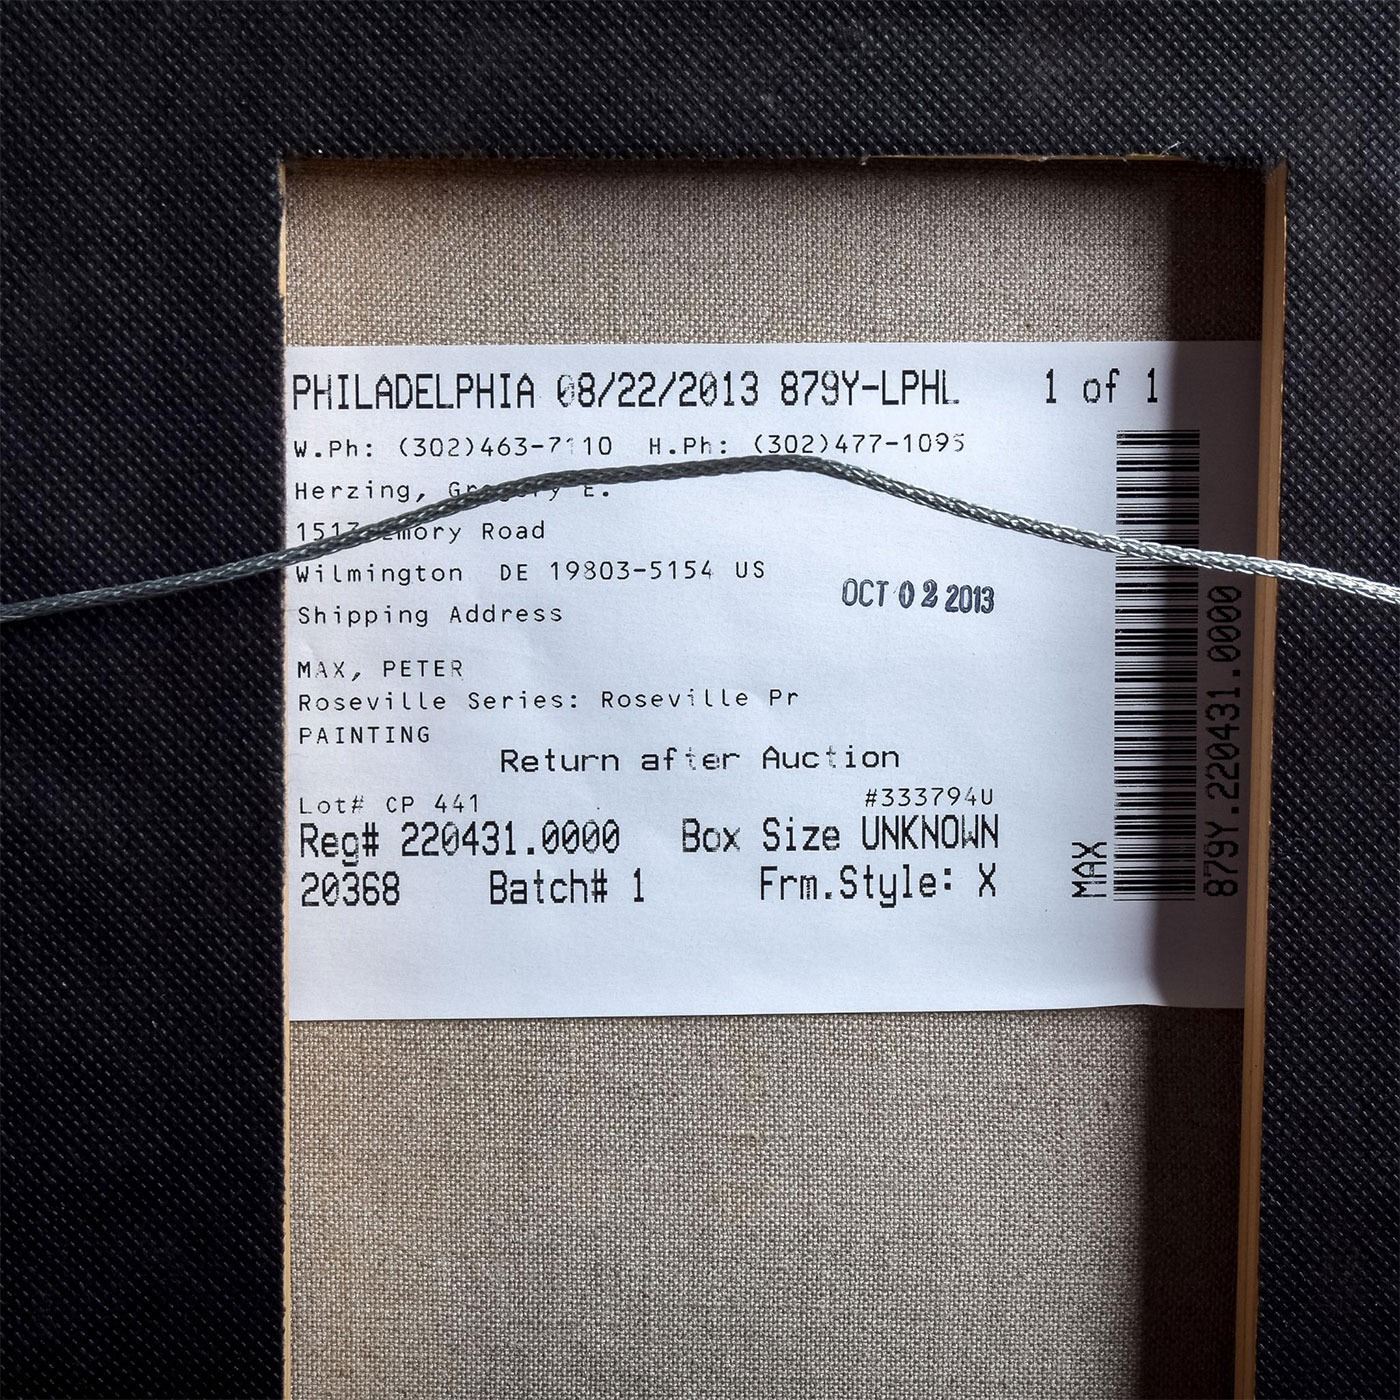 PHILADELPHIA 08/22/2013 879Y-LPHL 1 of 1
W.Ph: (302)463-7110 H.Ph: (302)477-1095
Herzing, Gregory E.
Road
Wilmington DE 19803-5154 US
Shipping Address
OCT 02 2013
MAX, PETER
Roseville Series: Roseville Pr
PAINTING
Return after Auction
Lot# CP 441 #333794U
Reg# 220431.0000 Box Size UNKNOWN
20368 Batch# 1 Frm.Style: X
MAX
879Y.220431.0000